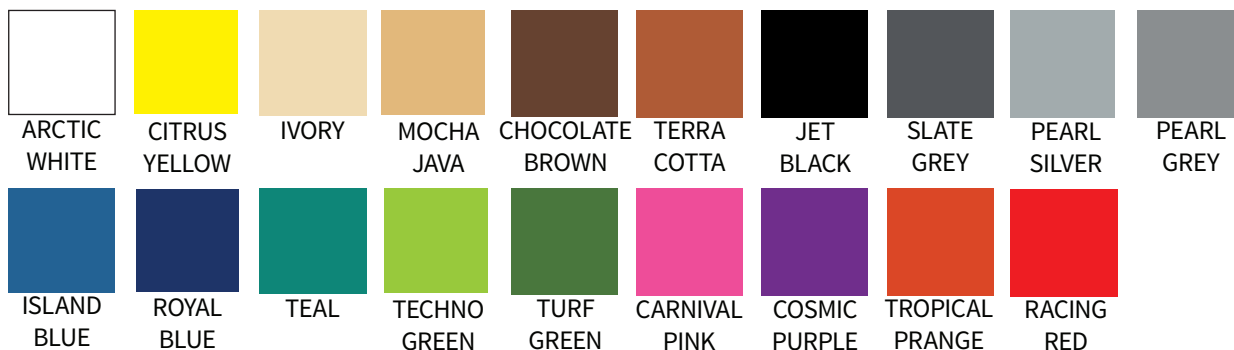 ARCTIC
WHITE
CITRUS
YELLOW
IVORY
MOCHA
JAVA
CHOCOLATE
BROWN
TERRA
COTTA
JET
BLACK
SLATE
GREY
PEARL
SILVER
PEARL
GREY
ISLAND
BLUE
ROYAL
BLUE
TEAL
TECHNO
GREEN
TURF
GREEN
CARNIVAL
PINK
COSMIC
PURPLE
TROPICAL
PRANGE
RACING
RED